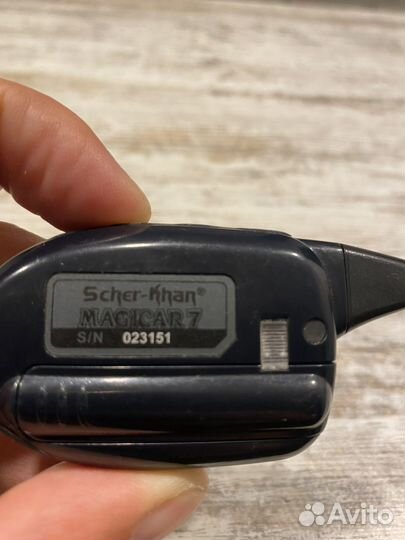 Scher-Khan®
MAGICAR 7
S/N 023151
Avito